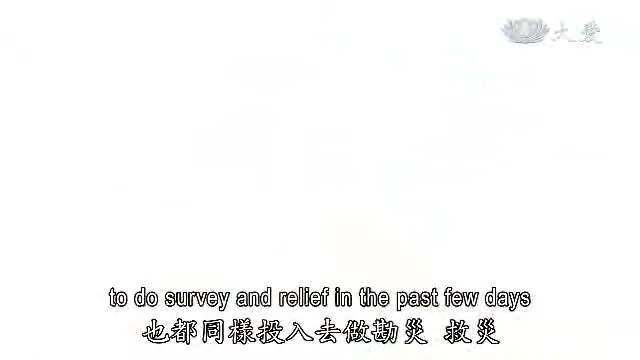 大愛
to do survey and relief in the past few days
也都同樣投入去做勘災 救災